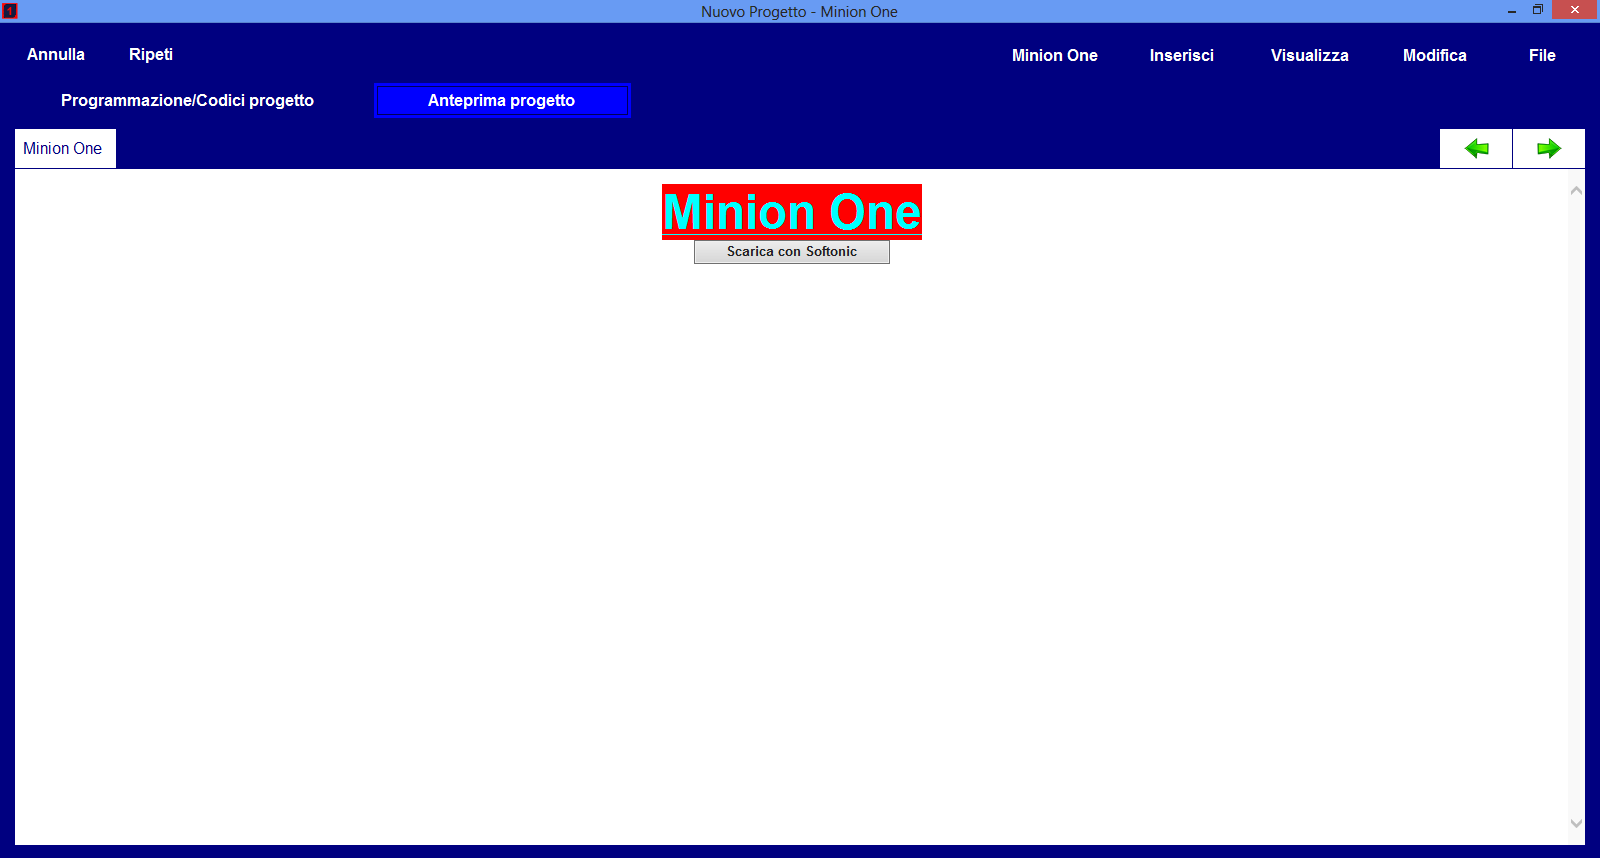 Nuovo Progetto - Minion One
Annulla Ripeti Minion One Inserisci Visualizza Modifica File
Programmazione/Codici progetto Anteprima progetto
Minion One
Minion One
Scarica con Softonic